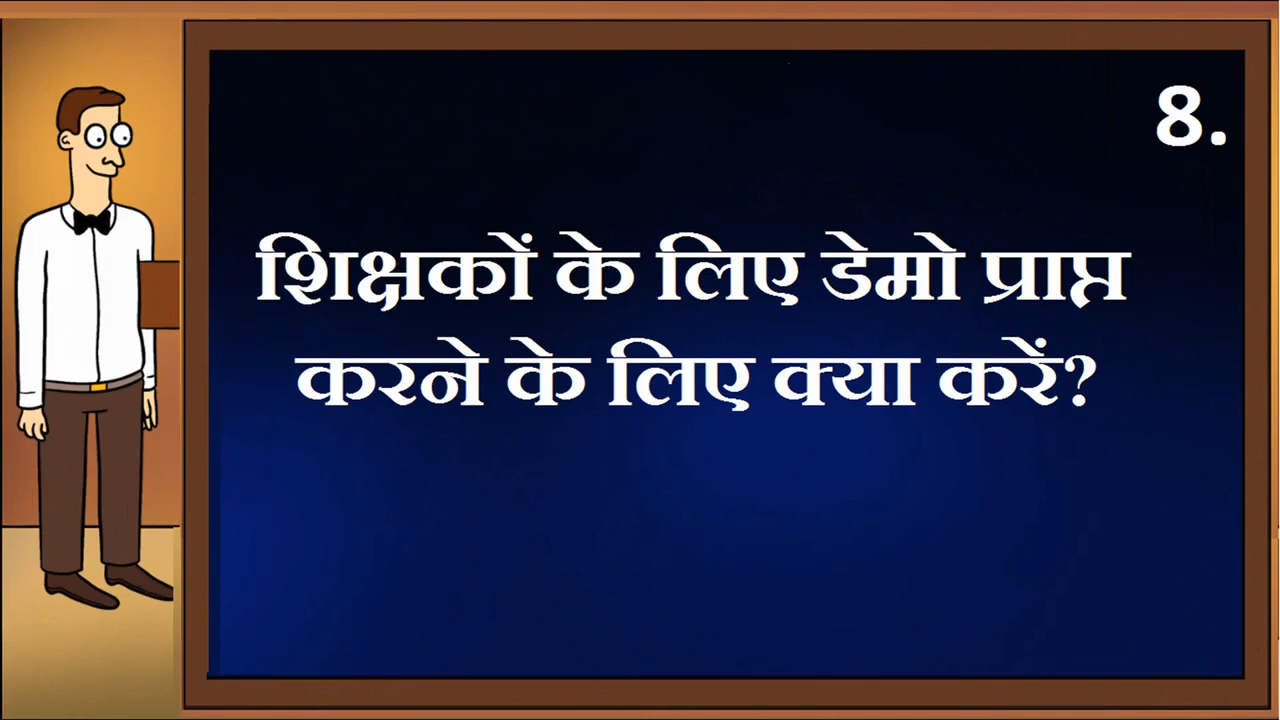 8.
शिक्षकों के लिए डेमो प्राप्त
करने के लिए क्या करें?